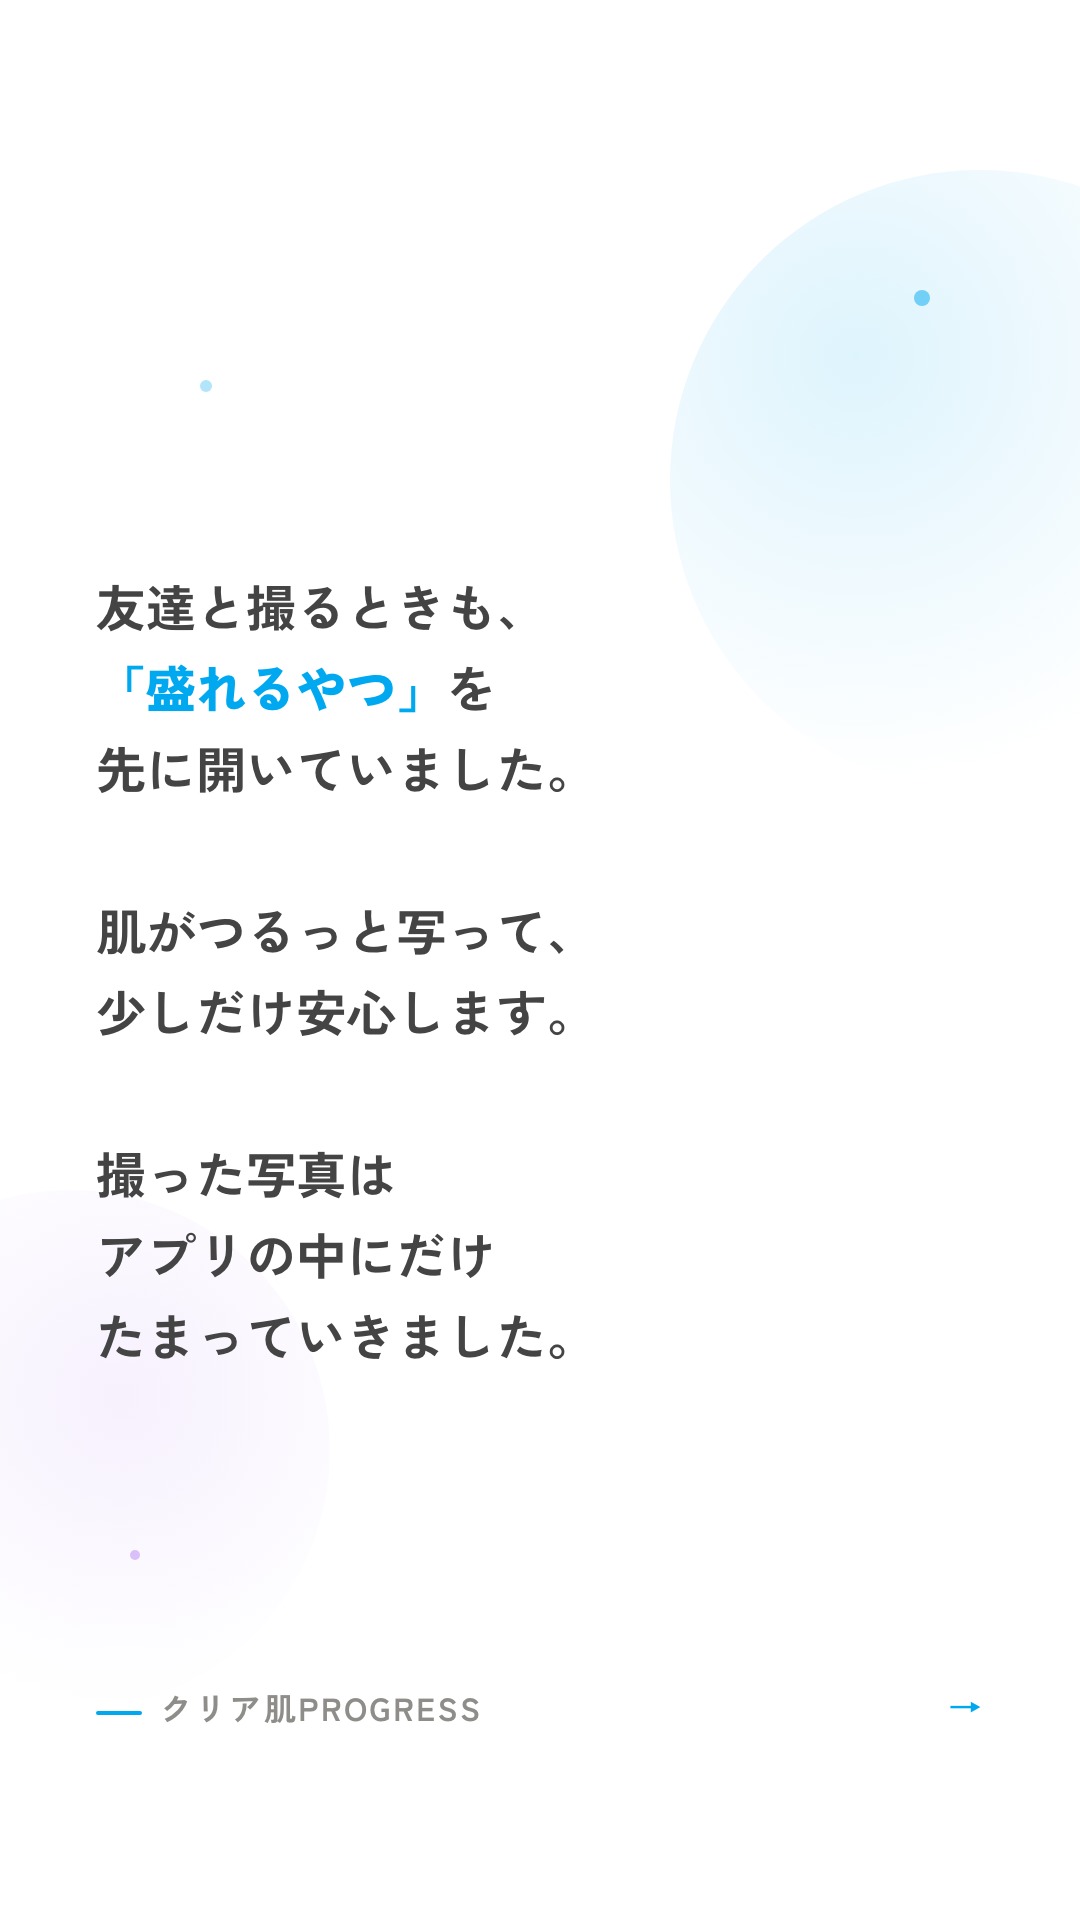 友達と撮るときも、
「盛れるやつ」を
先に開いていました。
肌がつるっと写って、
少しだけ安心します。
撮った写真は
アプリの中にだけ
たまっていきました。
クリア肌PROGRESS
→